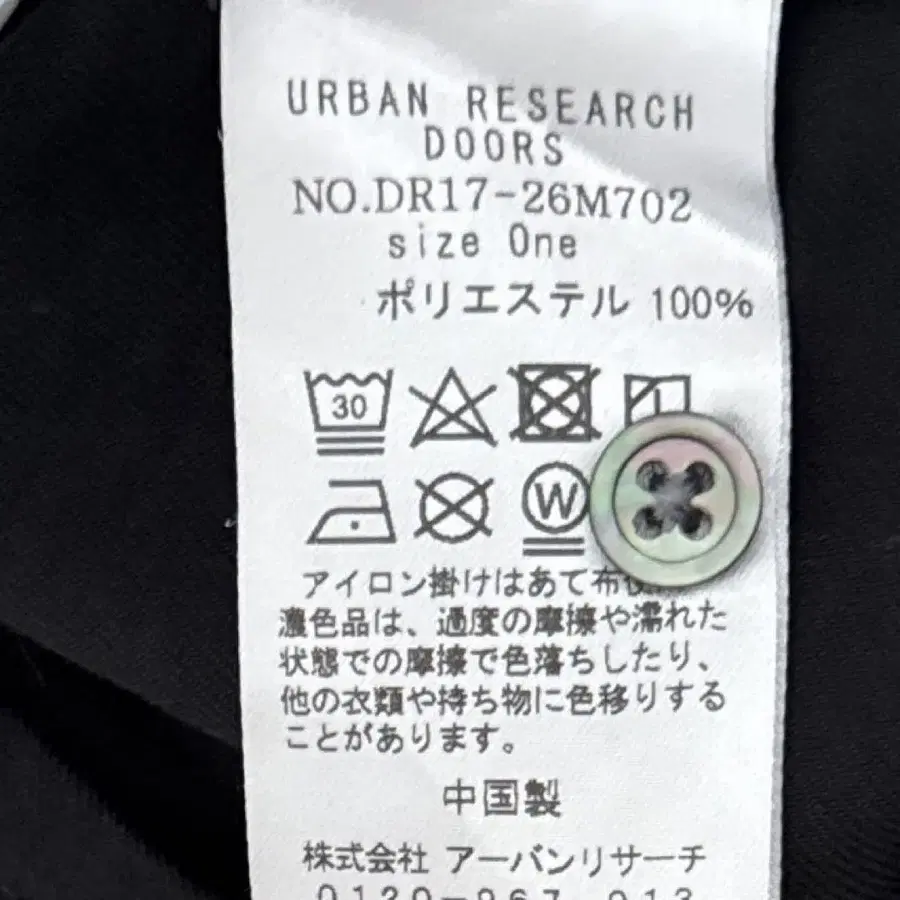 URBAN RESEARCH
DOORS
NO.DR17-26M702
size One
ポリエステル 100%
30
W
アイロン掛けはあて布
濃色品は、過度の摩擦や濡れた
状態での摩擦で色落ちしたり、
他の衣類や持ち物に色移りする
ことがあります。
中国製
株式会社 アーバンリサーチ
0120-967-013